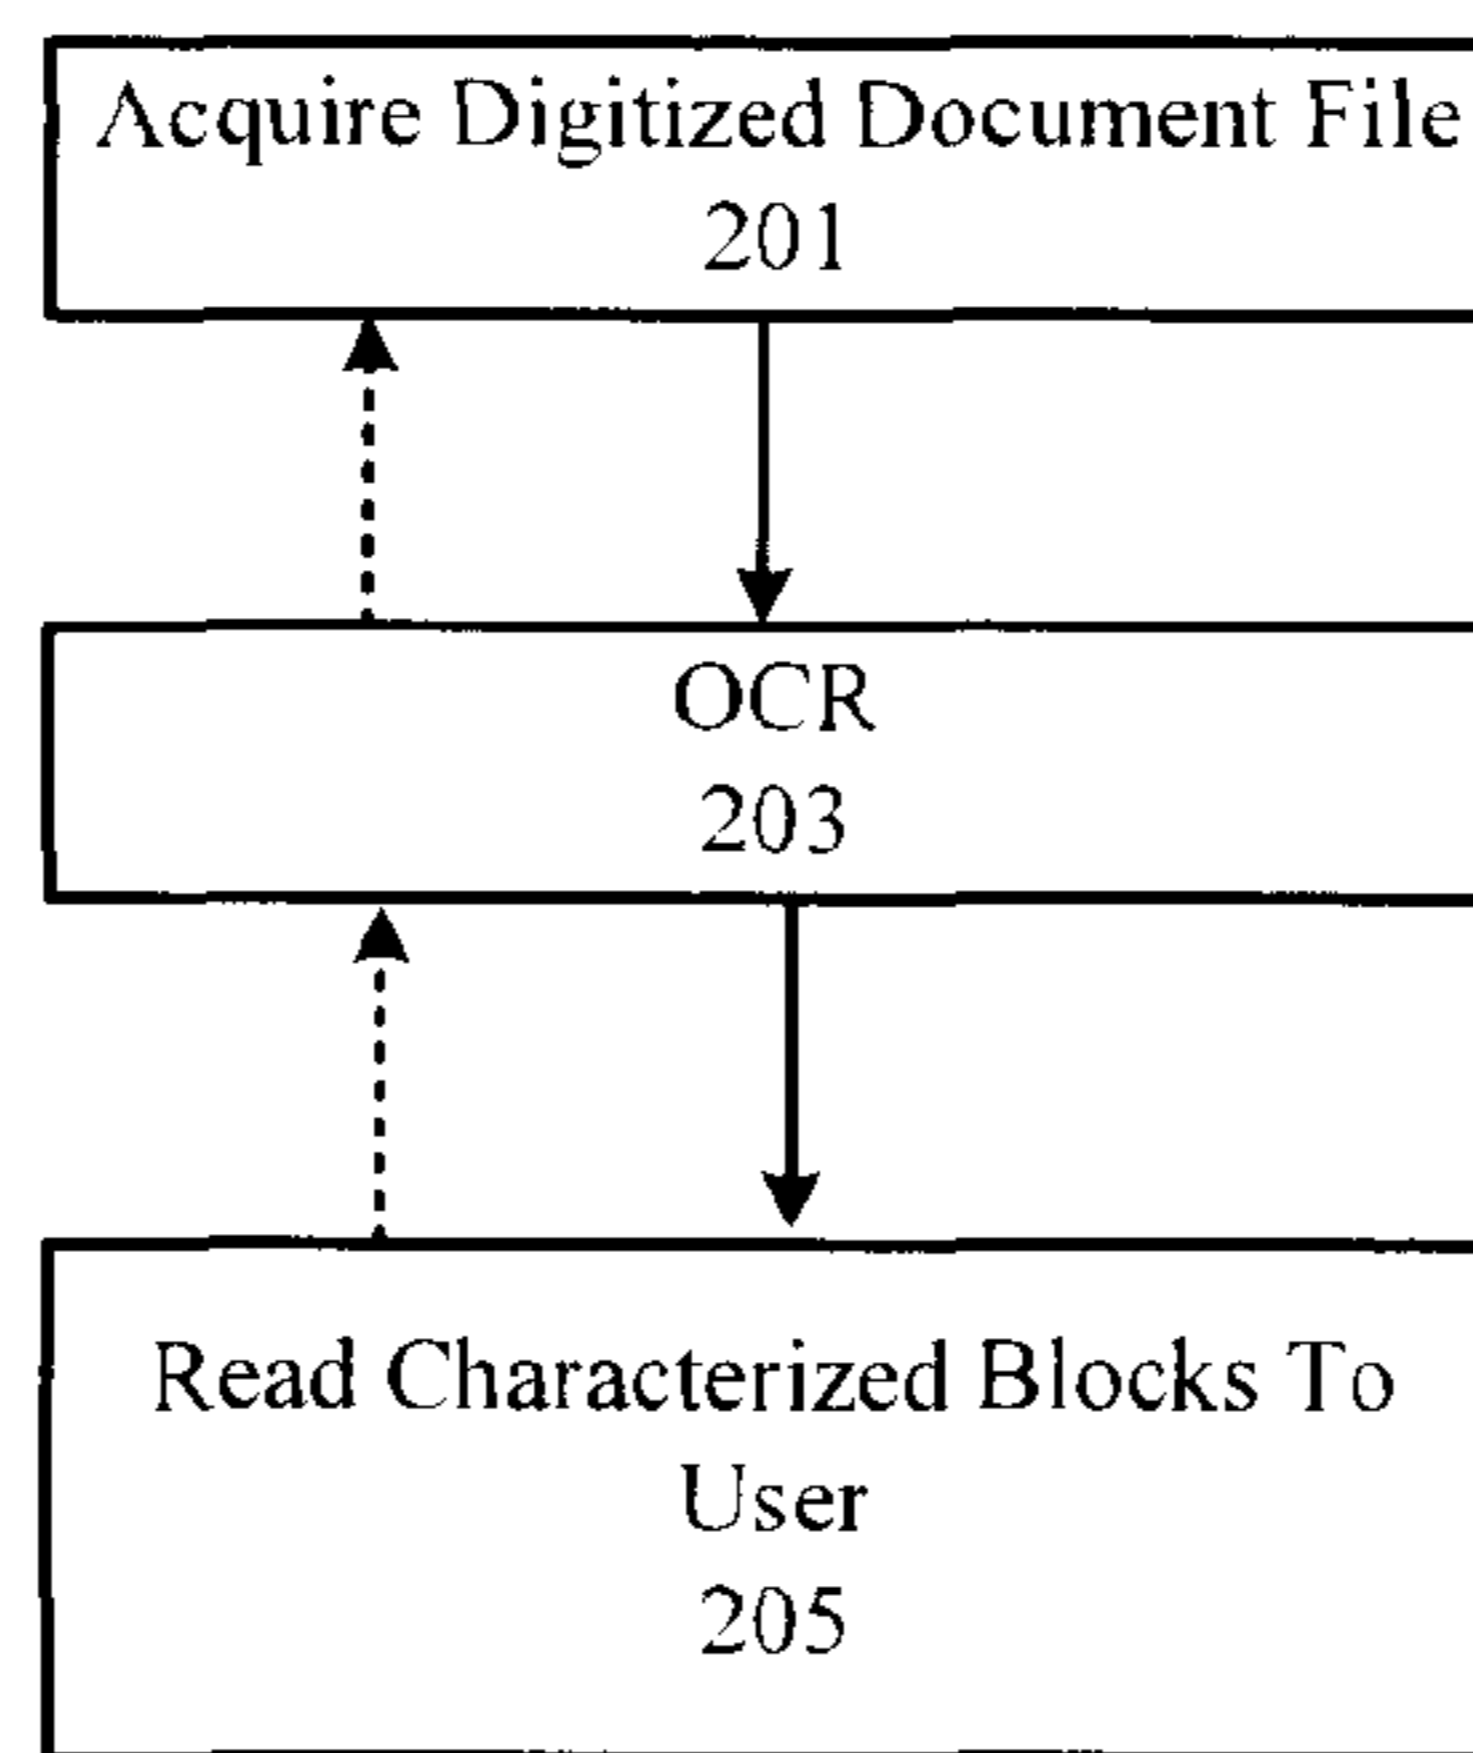 Acquire Digitized Document File
201
OCR
203
Read Characterized Blocks To
User
205